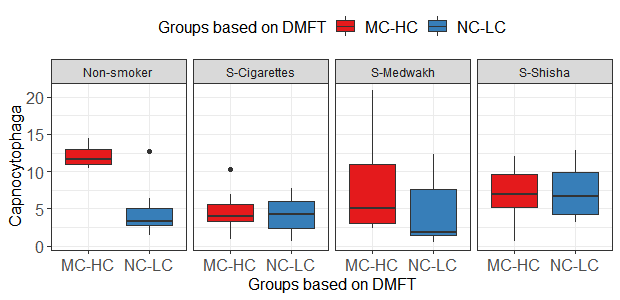 Groups based on DMFT MC-HC NC-LC
Non-smoker S-Cigarettes S-Medwakh S-Shisha
Capnocytophaga
20
15
10
5
0
MC-HC NC-LC MC-HC NC-LC MC-HC NC-LC MC-HC NC-LC
Groups based on DMFT